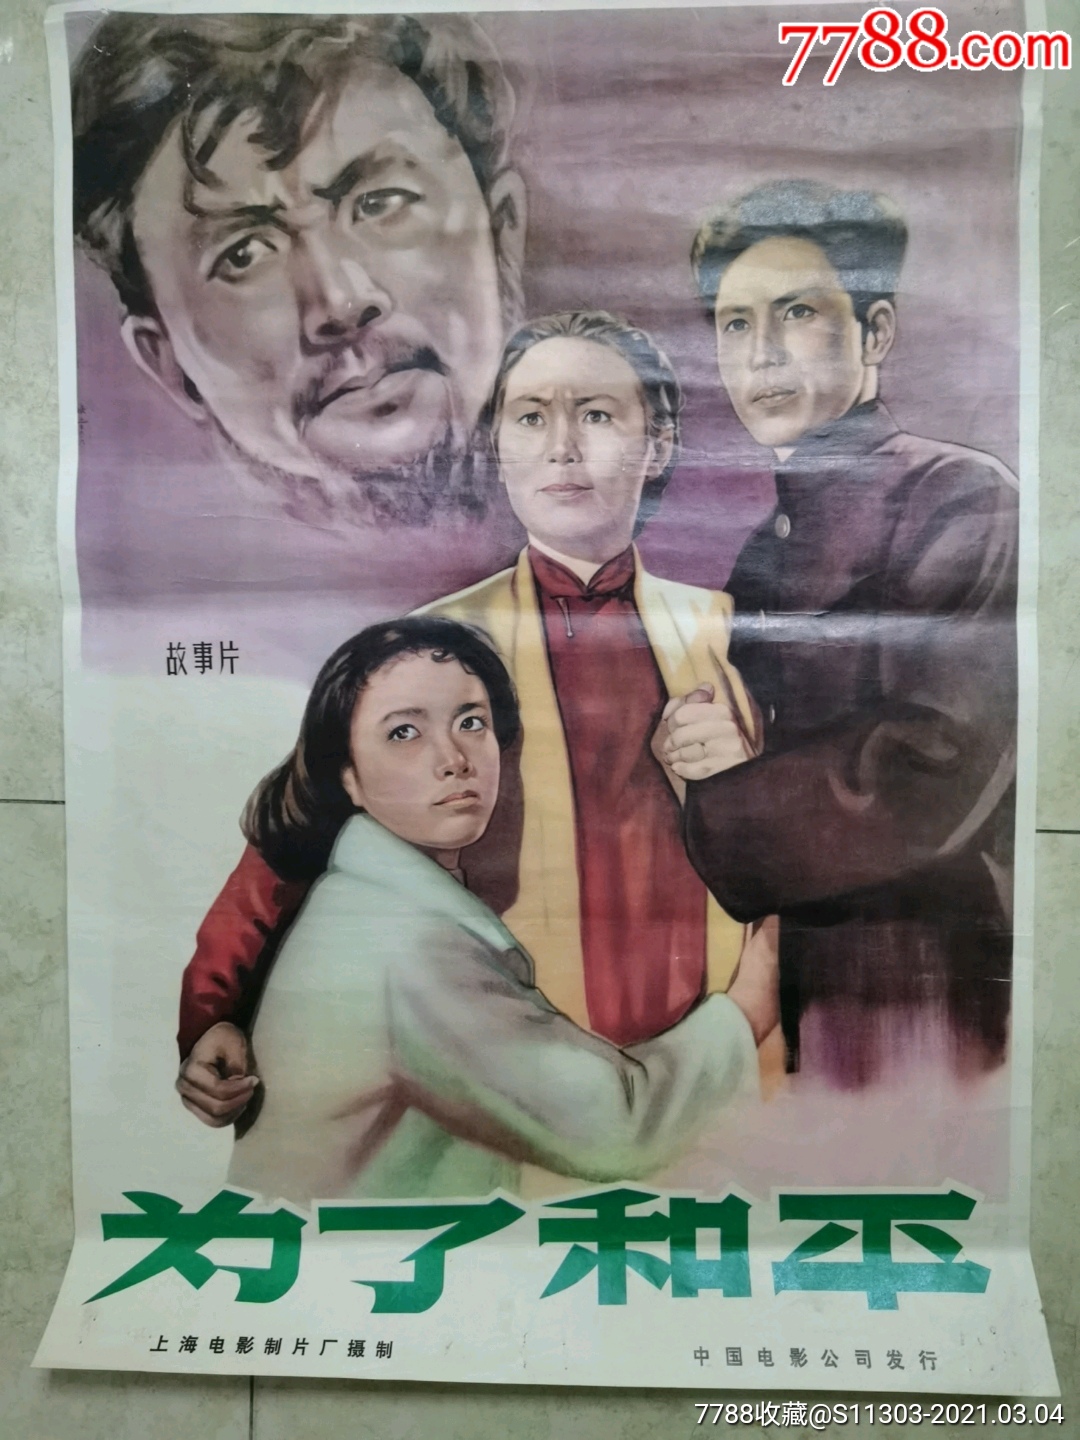 7788.com
故事片
为了和平
上海电影制片厂摄制
中国电影公司发行
7788收藏@S11303-2021.03.04